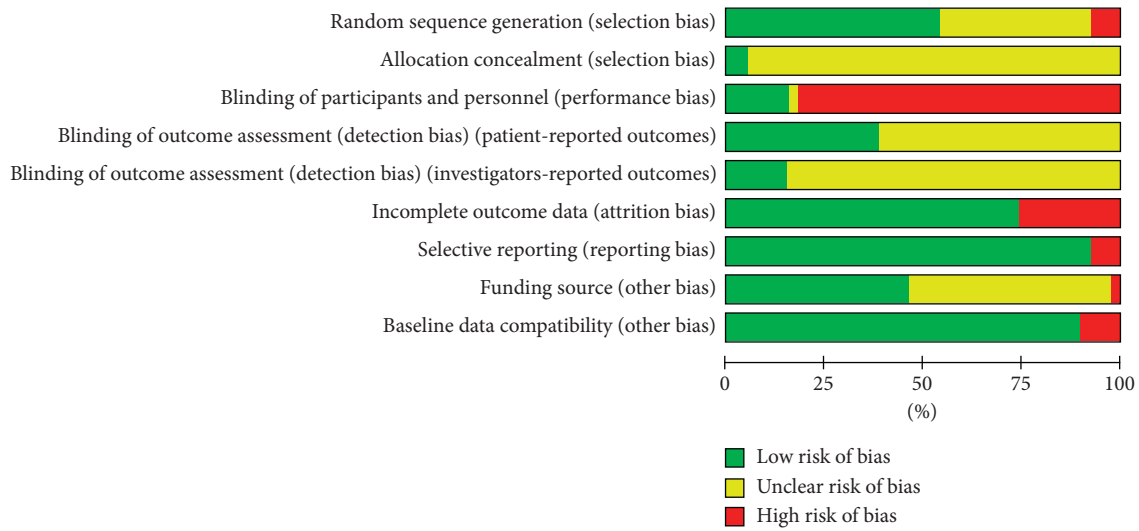 Random sequence generation (selection bias)
Allocation concealment (selection bias)
Blinding of participants and personnel (performance bias)
Blinding of outcome assessment (detection bias) (patient-reported outcomes)
Blinding of outcome assessment (detection bias) (investigators-reported outcomes)
Incomplete outcome data (attrition bias)
Selective reporting (reporting bias)
Funding source (other bias)
Baseline data compatibility (other bias)
0 25 50 75 100
(%)
Low risk of bias
Unclear risk of bias
High risk of bias